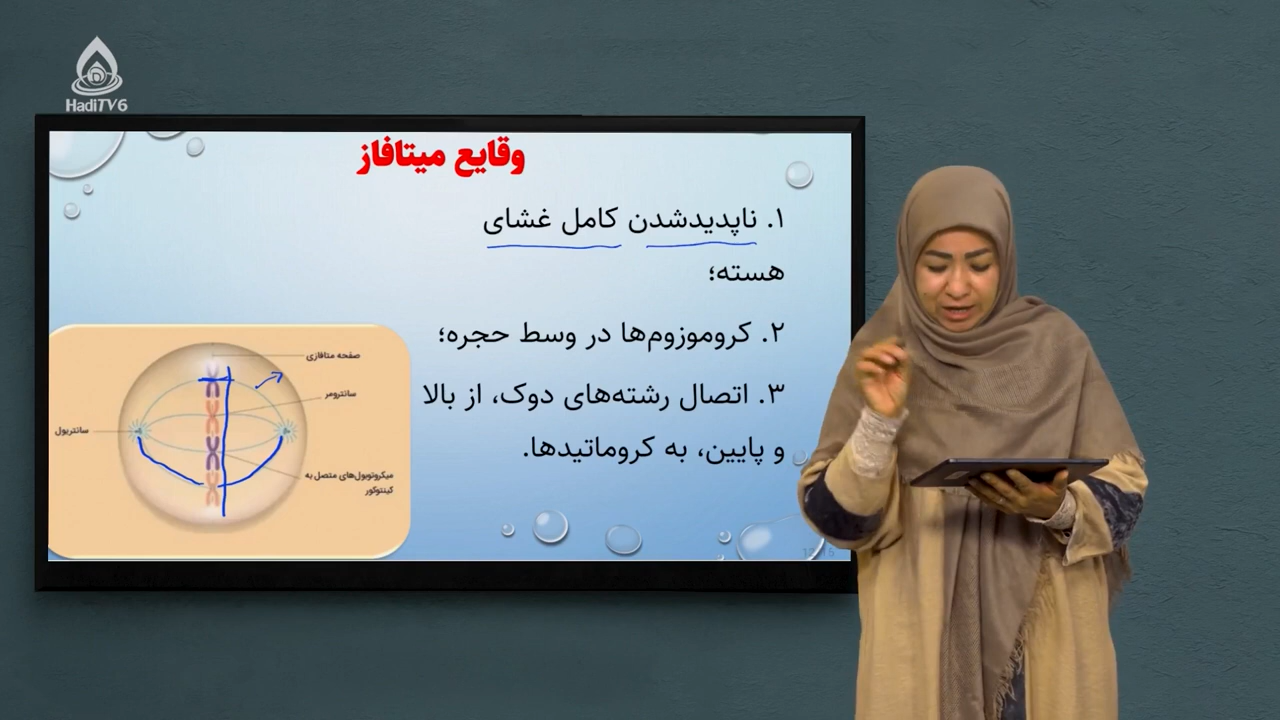 HadiTV6
وقایع میتافاز
۱. ناپدیدشدن کامل غشای
هسته؛
۲. کروموزوم‌ها در وسط حجره؛
۳. اتصال رشته‌های دوک، از بالا
و پایین، به کروماتیدها.
صفحه متافازی
سانترومر
سانتریول
میکروتوبول‌های متصل به
کینتوکور